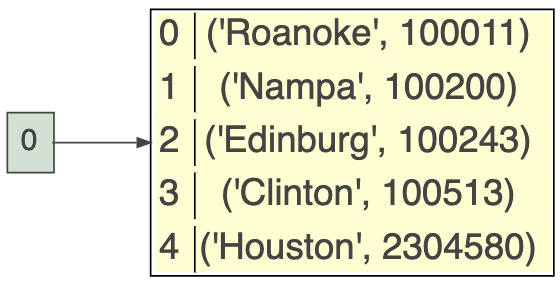 0
0 | ('Roanoke', 100011)
1 | ('Nampa', 100200)
2 | ('Edinburg', 100243)
3 | ('Clinton', 100513)
4 | ('Houston', 2304580)